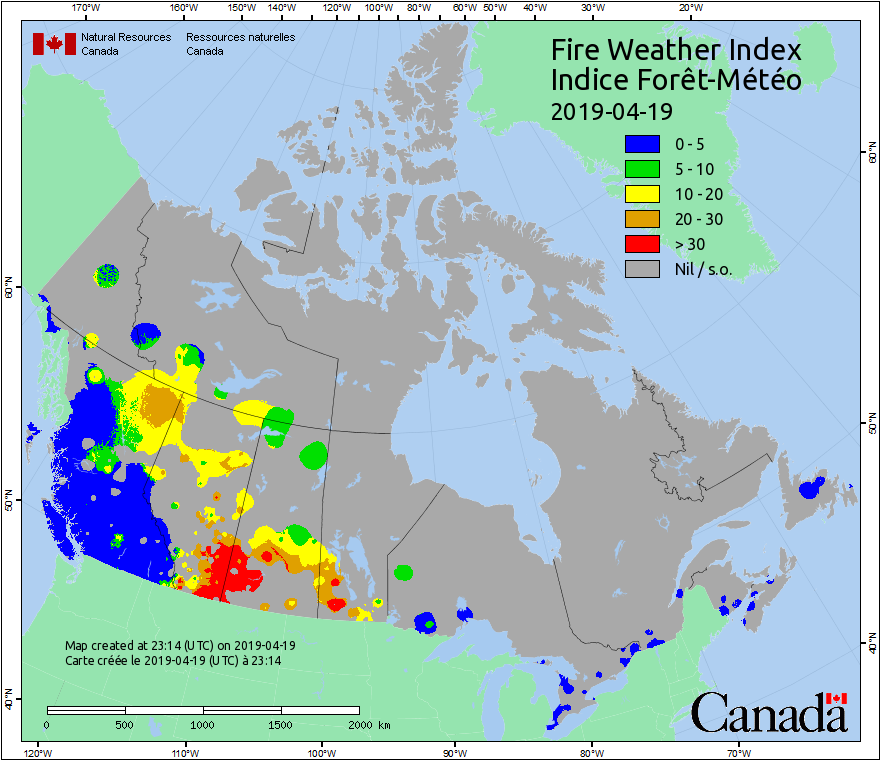 170°W 160°W 150°W 140°W 130°W 120°W 110°W 100°W 90°W 80°W 60°W 50°W 40°W 30°W 20°W
Natural Resources Canada
Ressources naturelles Canada
Fire Weather Index
Indice Forêt-Météo
2019-04-19
0 - 5
5 - 10
10 - 20
20 - 30
> 30
Nil / s.o.
60°N
50°N
40°N
60°N
50°N
40°N
Map created at 23:14 (UTC) on 2019-04-19
Carte créée le 2019-04-19 (UTC) à 23:14
0 500 1000 1500 2000 km
Canada
120°W 110°W 100°W 90°W 80°W 70°W